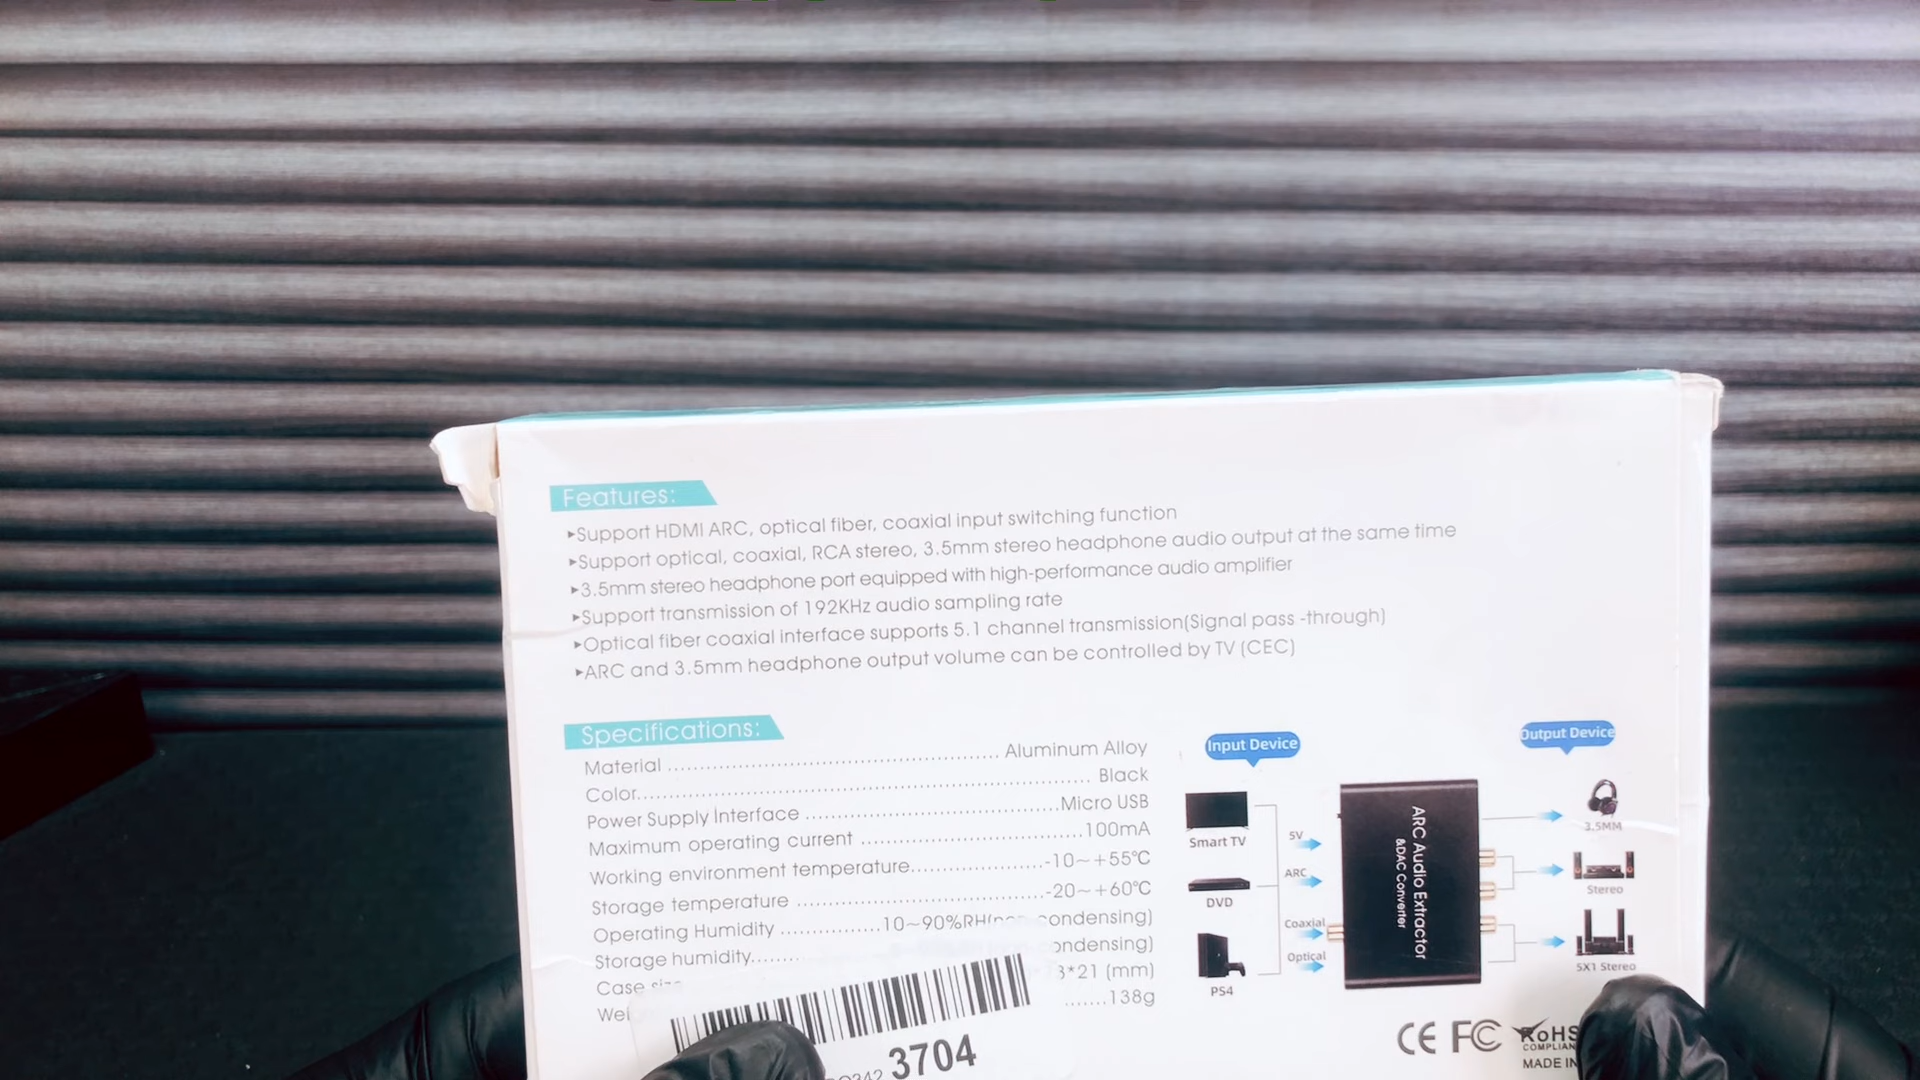 Features:
▸Support HDMI ARC, optical fiber, coaxial input switching function
▸Support optical, coaxial, RCA stereo, 3.5mm stereo headphone audio output at the same time
▸3.5mm stereo headphone port equipped with high-performance audio amplifier
▸Support transmission of 192KHz audio sampling rate
▸Optical fiber coaxial interface supports 5.1 channel transmission(Signal pass -through)
▸ARC and 3.5mm headphone output volume can be controlled by TV (CEC)
Specifications:
Material .......... Aluminum Alloy
Color.......... Black
Power Supply Interface ..........Micro USB
Maximum operating current ..........100mA
Working environment temperature..........-10~+55℃
Storage temperature ..........-20~+60℃
Operating Humidity ..........10~90%RH(non-condensing)
Storage humidity..........
Case 3*21 (mm)
..........138g
3704
Input Device
Output Device
Smart TV
DVD
PS4
5V
ARC
Coaxial
Optical
ARC Audio Extractor
&DAC Converter
3.5MM
Stereo
5X1 Stereo
CE FC RoHS
MADE IN